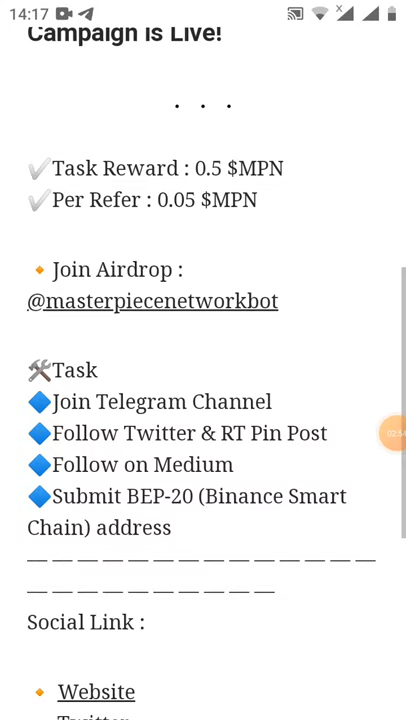 14:17
Campaign is Live!
. . .
✔Task Reward : 0.5 $MPN
✔Per Refer : 0.05 $MPN
🔸Join Airdrop :
@masterpiecenetworkbot
🛠Task
🔷Join Telegram Channel
🔷Follow Twitter & RT Pin Post
🔷Follow on Medium
🔷Submit BEP-20 (Binance Smart
Chain) address
— — — — — — — — — — — — — —
— — — — — — — — — —
Social Link :
🔸 Website
Twitter